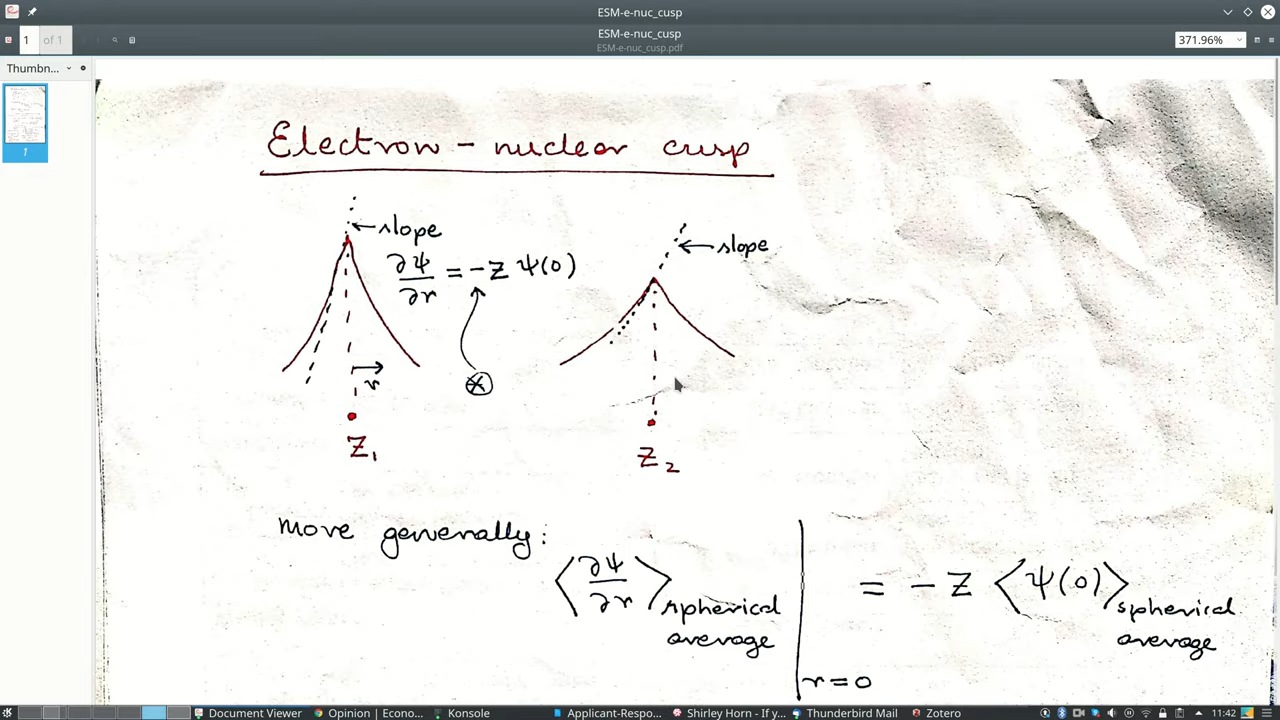 ESM-e-nuc_cusp
ESM-e-nuc_cusp
ESM-e-nuc_cusp.pdf
1 of 1
371.96%
Thumbn...
1
Electron - nuclear cusp
slope
∂Ψ/∂r = -Z Ψ(0)
slope
r
⊛
Z₁
Z₂
More generally:
⟨∂Ψ/∂r⟩ spherical average | r=0 = -Z ⟨Ψ(0)⟩ spherical average
Document Viewer
Opinion | Econo...
Konsole
Applicant-Respo...
Shirley Horn - If y...
Thunderbird Mail
Zotero
11:42